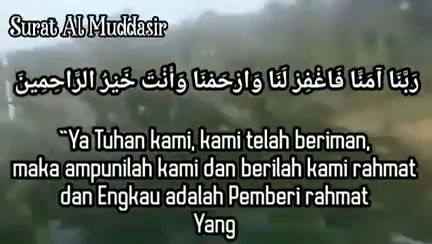 Surat Al Muddasir
رَبَّنَا آمَنَّا فَاغْفِرْ لَنَا وَارْحَمْنَا وَأَنْتَ خَيْرُ الرَّاحِمِينَ
“Ya Tuhan kami, kami telah beriman,
maka ampunilah kami dan berilah kami rahmat
dan Engkau adalah Pemberi rahmat
Yang